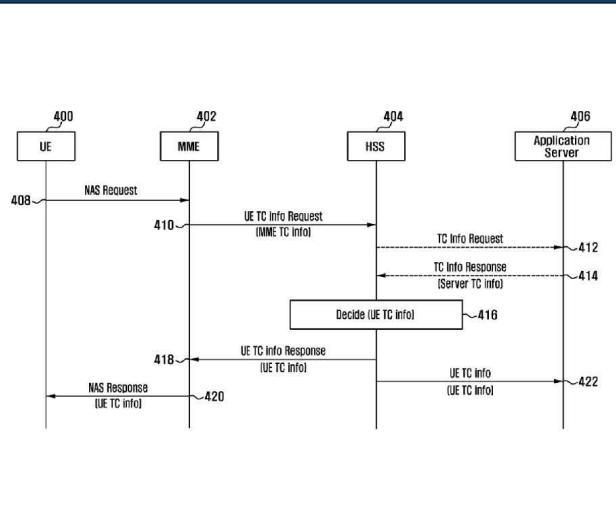 400
402
404
406
UE
MME
HSS
Application
Server
NAS Request
408
UE TC info Request
410
(MME TC info)
TC Info Request
412
TC Info Response
414
(Server TC info)
Decide (UE TC info)
416
UE TC info Response
418
(UE TC info)
UE TC info
422
(UE TC info)
NAS Response
420
(UE TC info)